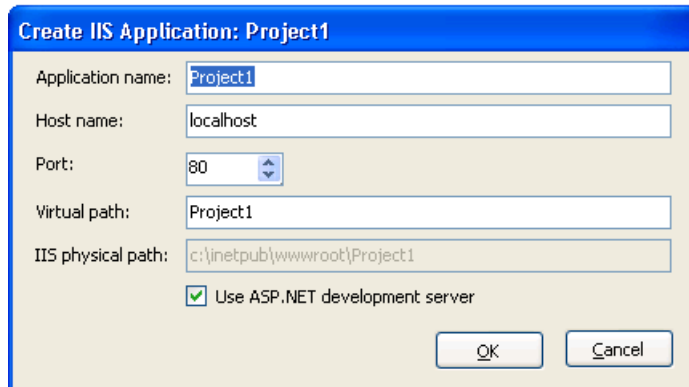 Create IIS Application: Project1
Application name: Project1
Host name: localhost
Port: 80
Virtual path: Project1
IIS physical path: c:\inetpub\wwwroot\Project1
Use ASP.NET development server
OK Cancel